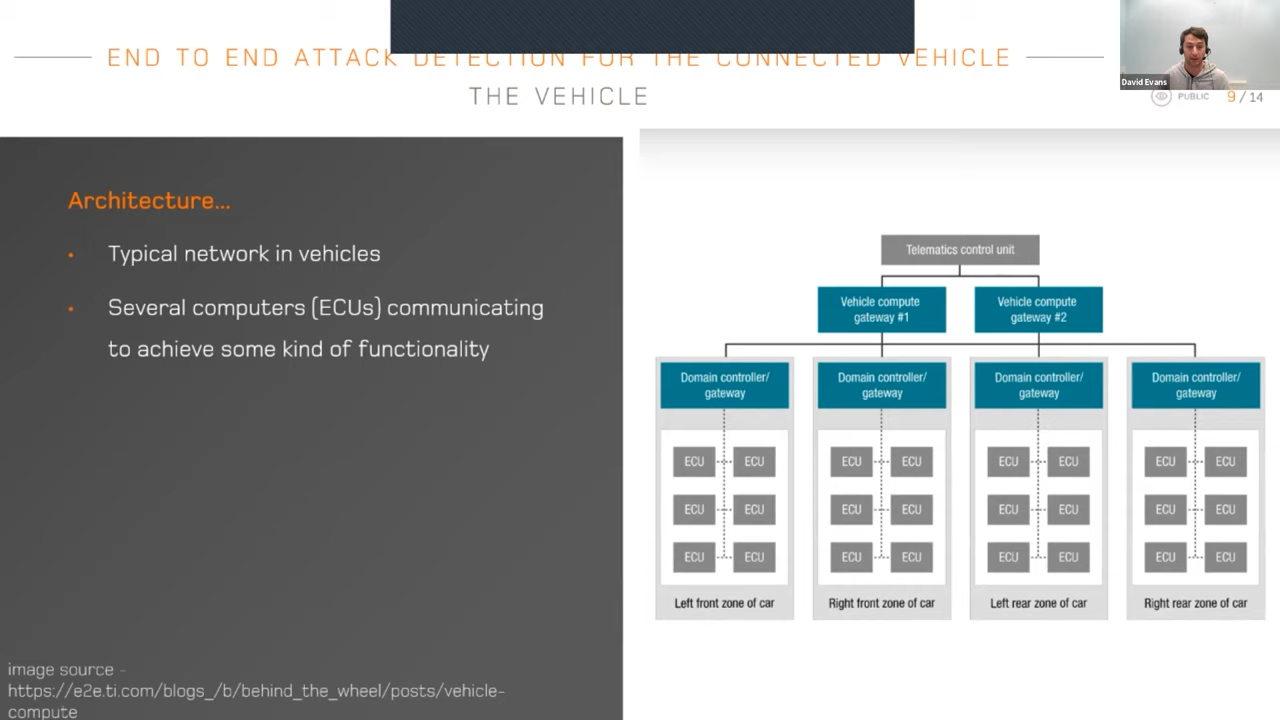 END TO END ATTACK DETECTION FOR THE CONNECTED VEHICLE
THE VEHICLE
David Evans
PUBLIC 9 / 14
Architecture...
• Typical network in vehicles
• Several computers (ECUs) communicating
to achieve some kind of functionality
image source -
https://e2e.ti.com/blogs_/b/behind_the_wheel/posts/vehicle-
compute
Telematics control unit
Vehicle compute
gateway #1
Vehicle compute
gateway #2
Domain controller/
gateway
Domain controller/
gateway
Domain controller/
gateway
Domain controller/
gateway
ECU ECU ECU ECU ECU ECU ECU ECU
ECU ECU ECU ECU ECU ECU ECU ECU
ECU ECU ECU ECU ECU ECU ECU ECU
Left front zone of car
Right front zone of car
Left rear zone of car
Right rear zone of car